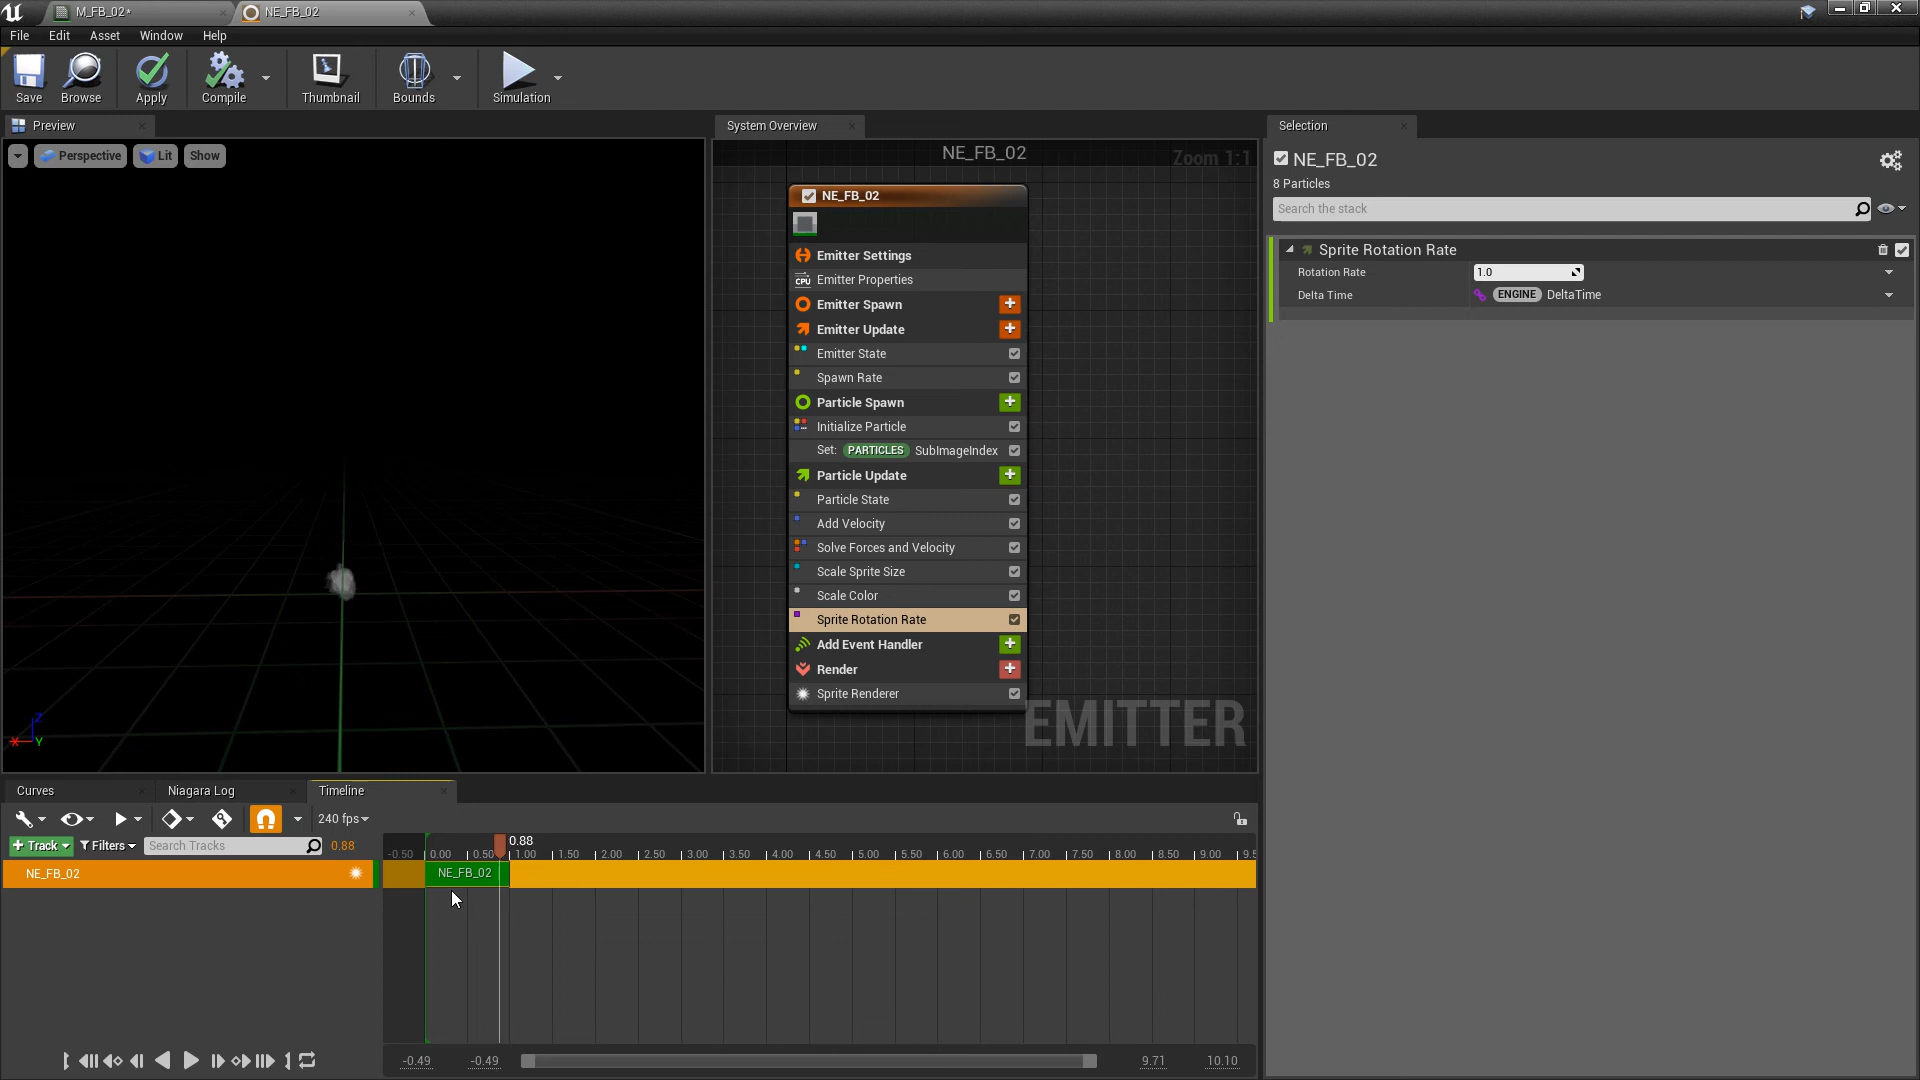 M_FB_02*
NE_FB_02
File Edit Asset Window Help
Save Browse Apply Compile Thumbnail Bounds Simulation
Preview
Perspective Lit Show
System Overview
NE_FB_02
Zoom 1:1
NE_FB_02
Emitter Settings
CPU Emitter Properties
Emitter Spawn
Emitter Update
Emitter State
Spawn Rate
Particle Spawn
Initialize Particle
Set: PARTICLES SubImageIndex
Particle Update
Particle State
Add Velocity
Solve Forces and Velocity
Scale Sprite Size
Scale Color
Sprite Rotation Rate
Add Event Handler
Render
Sprite Renderer
EMITTER
Z
X Y
Selection
NE_FB_02
8 Particles
Search the stack
Sprite Rotation Rate
Rotation Rate 1.0
Delta Time ENGINE DeltaTime
Curves Niagara Log Timeline
240 fps
+ Track Filters Search Tracks 0.88
0.88
-0.50 0.00 0.50 1.00 1.50 2.00 2.50 3.00 3.50 4.00 4.50 5.00 5.50 6.00 6.50 7.00 7.50 8.00 8.50 9.00 9.5
NE_FB_02
NE_FB_02
-0.49 -0.49 9.71 10.10